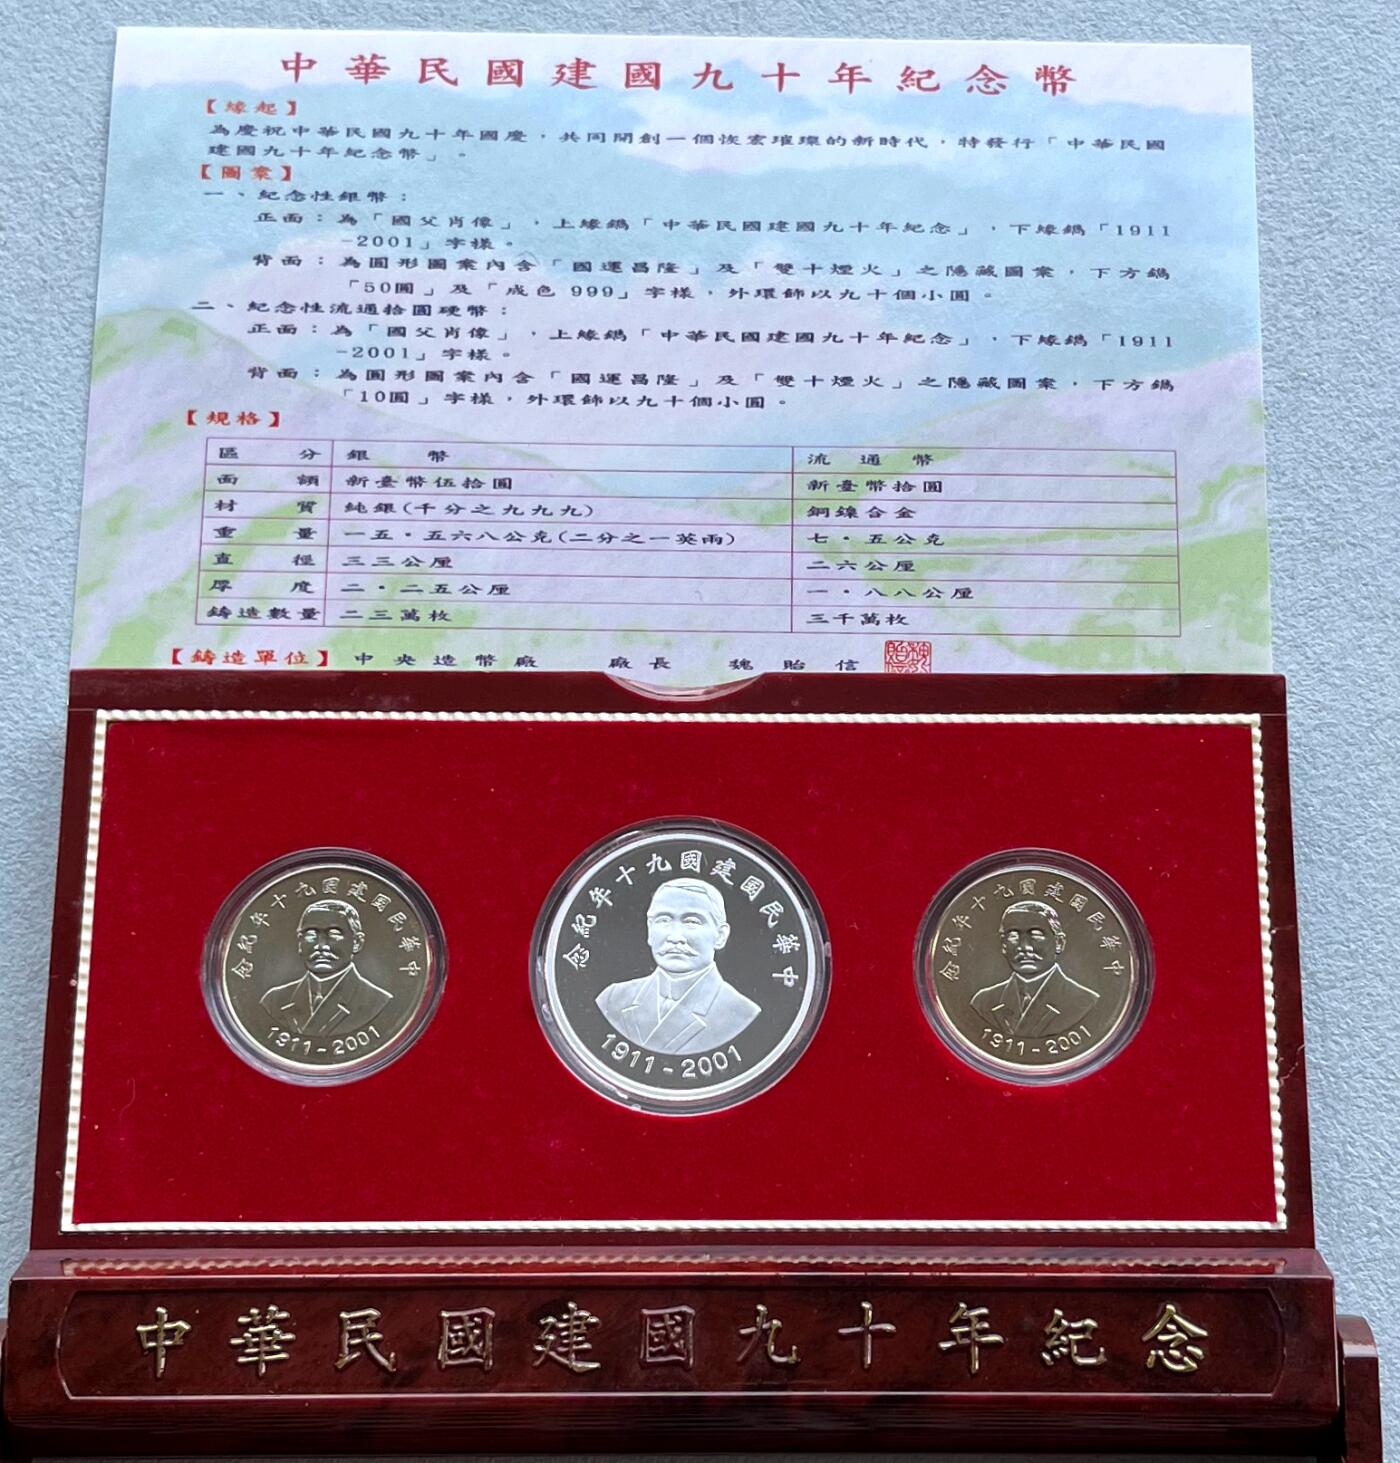 中華民國建國九十年紀念幣
【緣起】
為慶祝中華民國九十年國慶，共同開創一個恢宏璀璨的新時代，特發行「中華民國
建國九十年紀念幣」。
【圖案】
一、紀念性銀幣：
正面：為「國父肖像」，上緣鐫「中華民國建國九十年紀念」，下緣鐫「1911
-2001」字樣。
背面：為圓形圖案內含「國運昌隆」及「雙十煙火」之隱藏圖案，下方鐫
「50圓」及「成色 999」字樣，外環飾以九十個小圓。
二、紀念性流通拾圓硬幣：
正面：為「國父肖像」，上緣鐫「中華民國建國九十年紀念」，下緣鐫「1911
-2001」字樣。
背面：為圓形圖案內含「國運昌隆」及「雙十煙火」之隱藏圖案，下方鐫
「10圓」字樣，外環飾以九十個小圓。
【規格】
區分 銀幣 流通幣
面額 新臺幣伍拾圓 新臺幣拾圓
材質 純銀(千分之九九九) 銅鎳合金
重量 一五・五六八公克(二分之一英兩) 七・五公克
直徑 三三公厘 二六公厘
厚度 二・二五公厘 一・八八公厘
鑄造數量 二三萬枚 三千萬枚
【鑄造單位】中央造幣廠 廠長 魏貽信
中華民國建國九十年紀念
1911-2001
中華民國建國九十年紀念
1911-2001
中華民國建國九十年紀念
1911-2001
中華民國建國九十年紀念